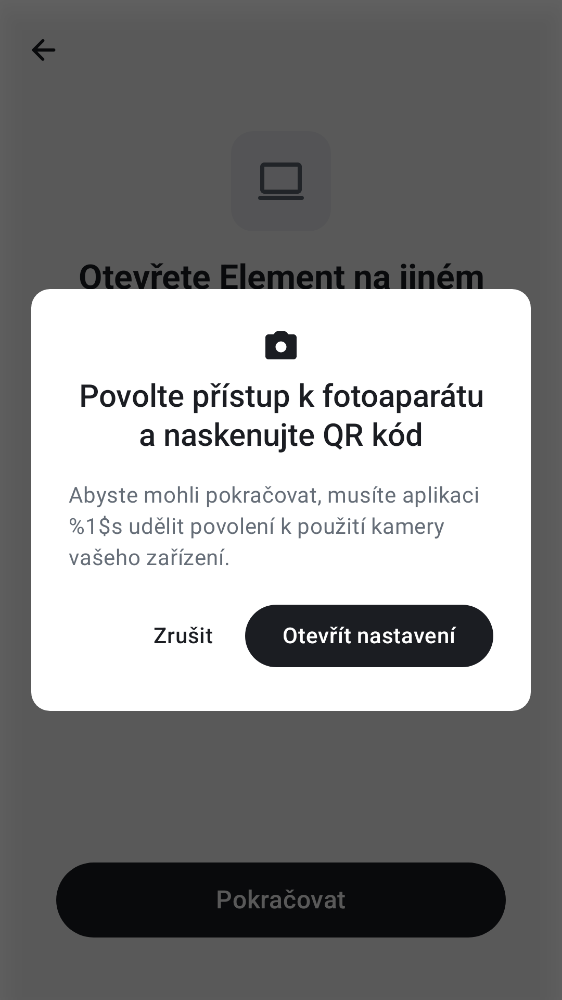 Otevřete Element na jiném
Povolte přístup k fotoaparátu
a naskenujte QR kód
Abyste mohli pokračovat, musíte aplikaci
%1$s udělit povolení k použití kamery
vašeho zařízení.
Zrušit
Otevřít nastavení
Pokračovat